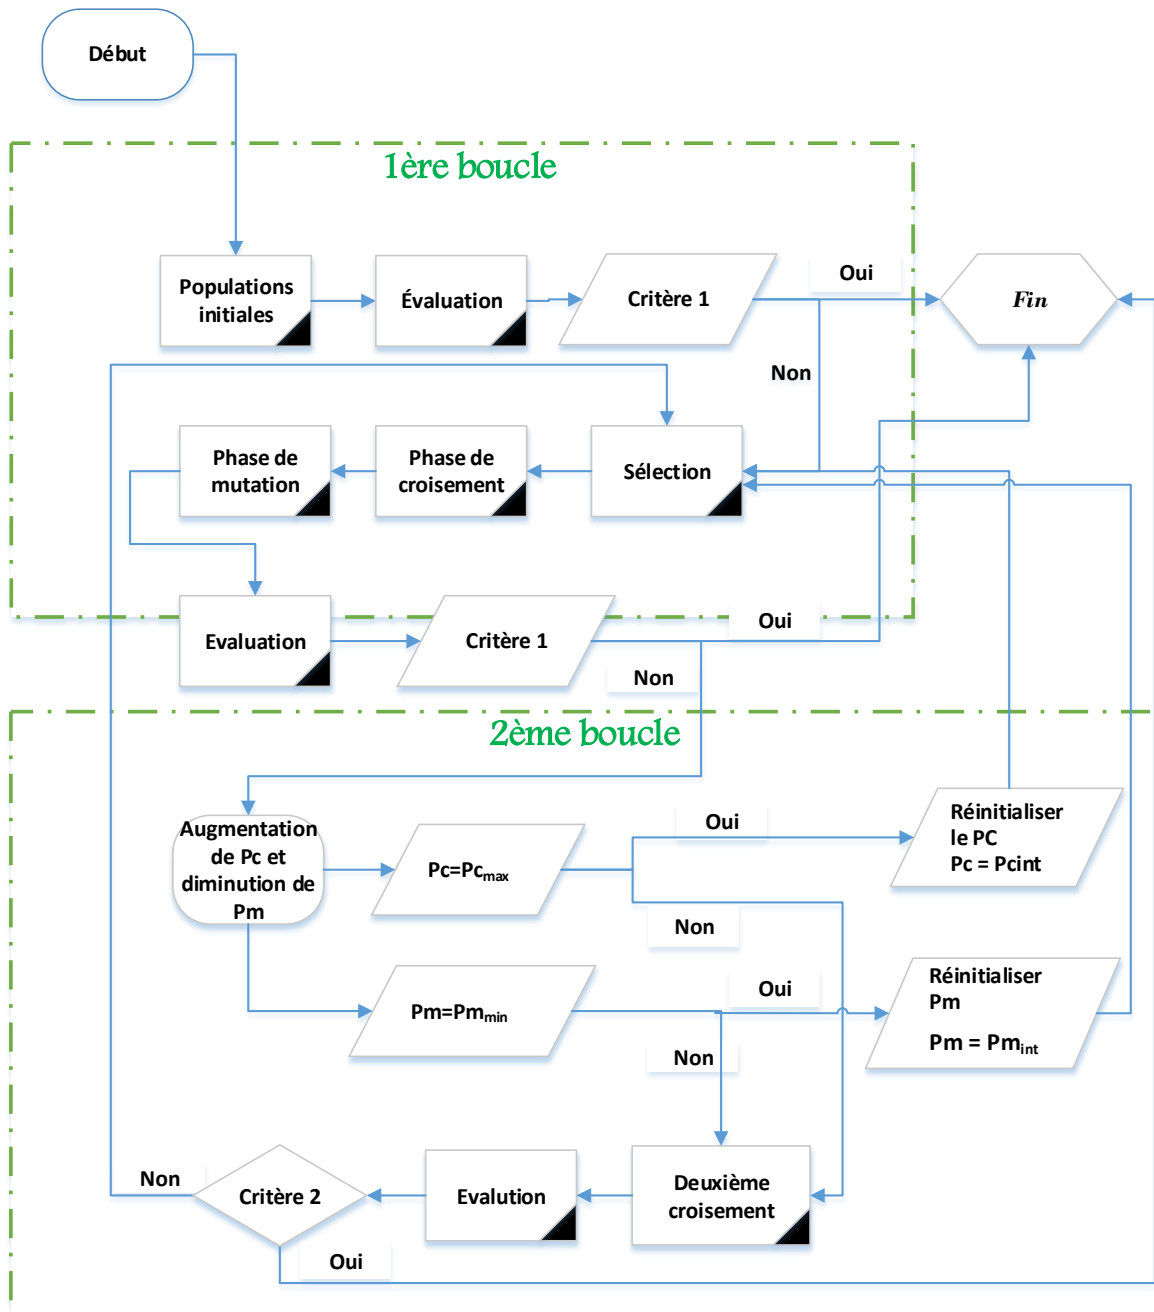 Début
1ère boucle
Populations
initiales
Évaluation
Critère 1
Oui
Fin
Non
Phase de
mutation
Phase de
croisement
Sélection
Evaluation
Critère 1
Oui
Non
2ème boucle
Augmentation
de Pc et
diminution de
Pm
Pc=Pcmax
Oui
Non
Réinitialiser
le PC
Pc = Pcint
Pm=Pmmin
Oui
Non
Réinitialiser
Pm
Pm = Pmint
Non
Critère 2
Evalution
Deuxième
croisement
Oui